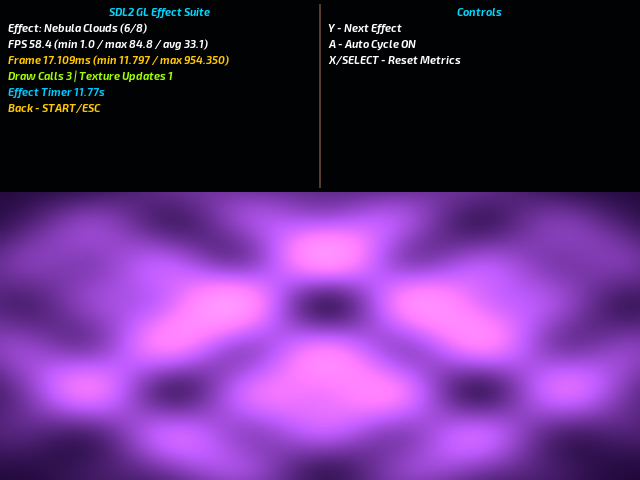 SDL2 GL Effect Suite
Effect: Nebula Clouds (6/8)
FPS 58.4 (min 1.0 / max 84.8 / avg 33.1)
Frame 17.109ms (min 11.797 / max 954.350)
Draw Calls 3 | Texture Updates 1
Effect Timer 11.77s
Back - START/ESC
Controls
Y - Next Effect
A - Auto Cycle ON
X/SELECT - Reset Metrics